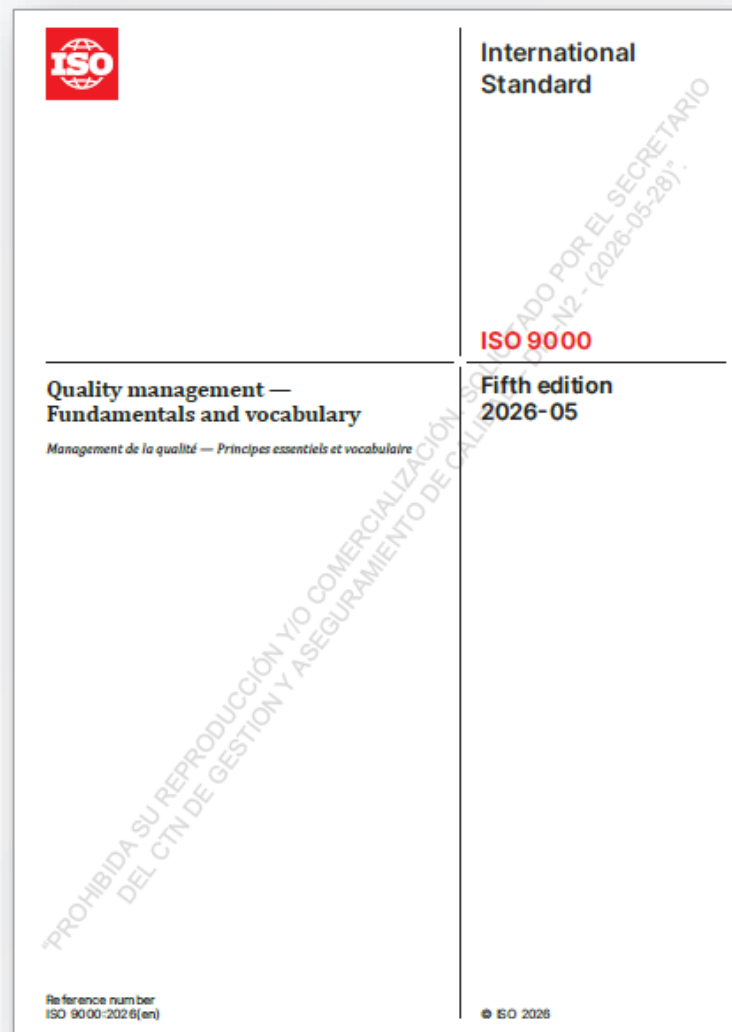 ISO
International
Standard
ISO 9000
Quality management —
Fundamentals and vocabulary
Management de la qualité — Principes essentiels et vocabulaire
Fifth edition
2026-05
"PROHIBIDA SU REPRODUCCIÓN Y/O COMERCIALIZACIÓN. SOLICITADO POR EL SECRETARIO
DEL CTN DE GESTION Y ASEGURAMIENTO DE CALIDAD - N2 - (2026-05-28)".
Reference number
ISO 9000:2026(en)
© ISO 2026